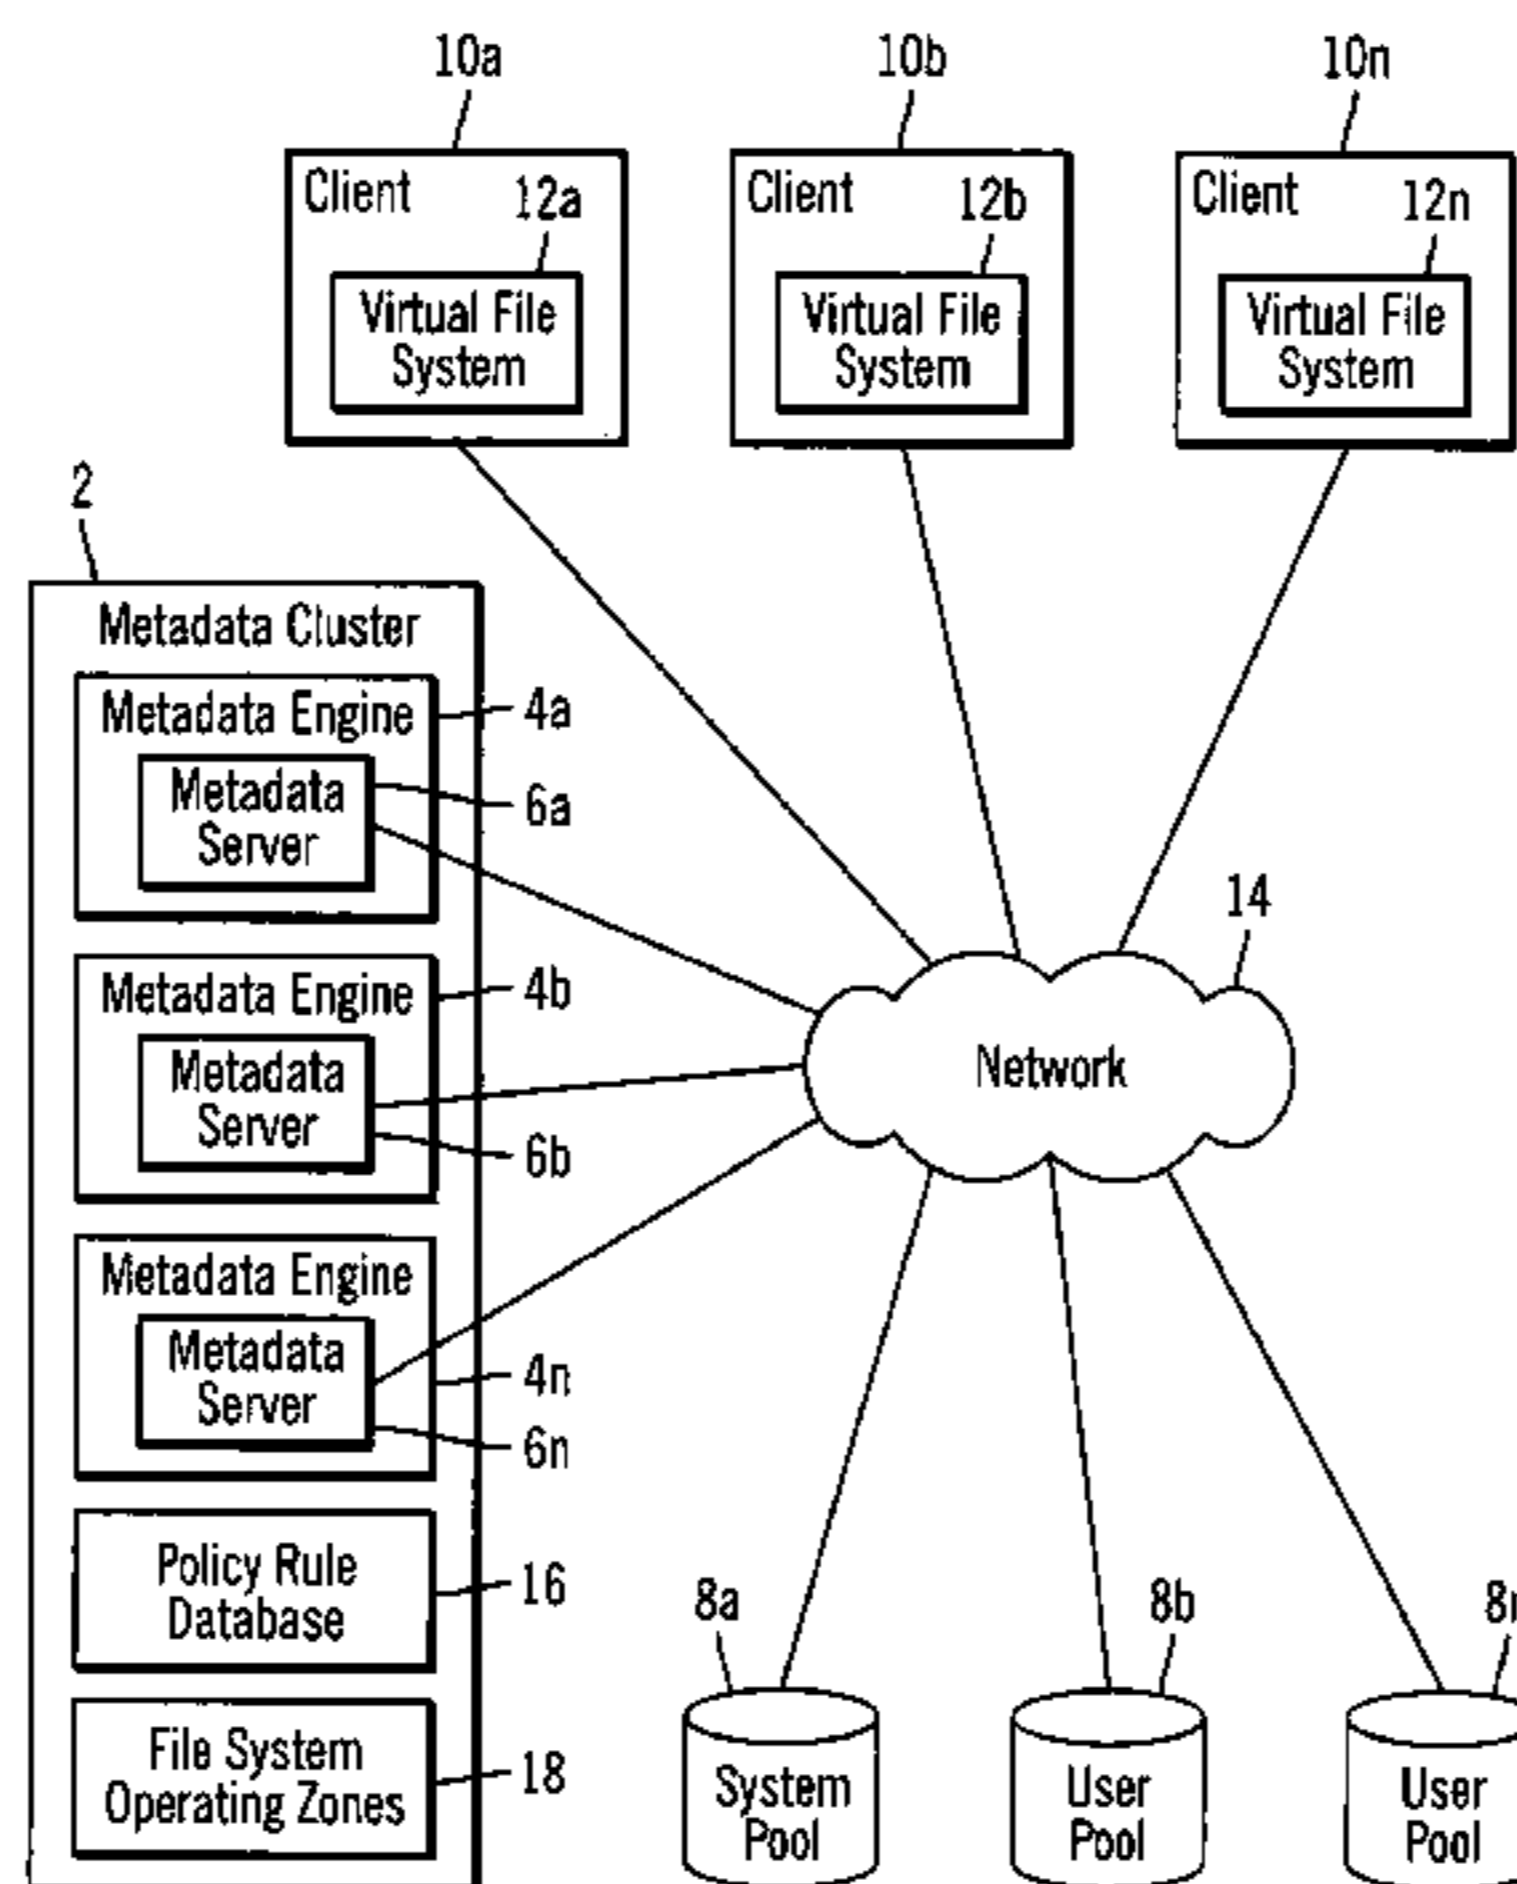 10a
10b
10n
Client
12a
Virtual File
System
Client
12b
Virtual File
System
Client
12n
Virtual File
System
2
Metadata Cluster
Metadata Engine
4a
Metadata
Server
6a
Metadata Engine
4b
Metadata
Server
6b
Metadata Engine
Metadata
Server
4n
6n
Policy Rule
Database
16
File System
Operating Zones
18
14
Network
8a
8b
System
Pool
User
Pool
User
Pool